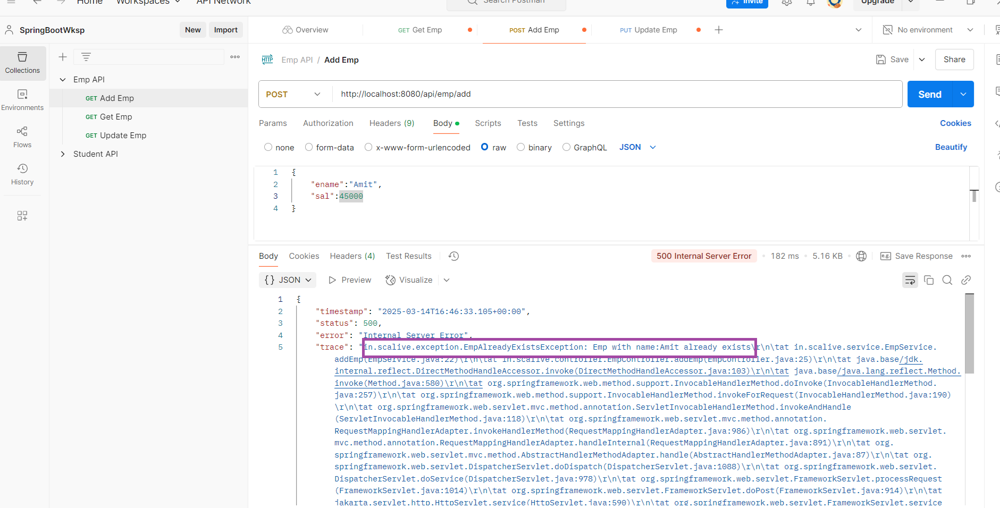 Home Workspaces API Network Search Postman Invite Upgrade
SpringBootWksp New Import Overview GET Get Emp POST Add Emp PUT Update Emp No environment
Collections
Environments
Flows
History
Emp API
GET Add Emp
GET Get Emp
GET Update Emp
Student API
HTTP Emp API / Add Emp Save Share
POST http://localhost:8080/api/emp/add Send
Params Authorization Headers (9) Body Scripts Tests Settings Cookies
none form-data x-www-form-urlencoded raw binary GraphQL JSON Beautify
1 {
2 "ename":"Amit",
3 "sal":45000
4 }
Body Cookies Headers (4) Test Results 500 Internal Server Error • 182 ms • 5.16 KB • e.g. Save Response
{} JSON Preview Visualize
1 {
2 "timestamp": "2025-03-14T16:46:33.105+00:00",
3 "status": 500,
4 "error": "Internal Server Error",
5 "trace": "in.scalive.exception.EmpAlreadyExistsException: Emp with name:Amit already exists\r\n\tat in.scalive.service.EmpService.
addEmp(EmpService.java:22)\r\n\tat in.scalive.controller.EmpController.addEmp(EmpController.java:25)\r\n\tat java.base/jdk.
internal.reflect.DirectMethodHandleAccessor.invoke(DirectMethodHandleAccessor.java:103)\r\n\tat java.base/java.lang.reflect.Method.
invoke(Method.java:580)\r\n\tat org.springframework.web.method.support.InvocableHandlerMethod.doInvoke(InvocableHandlerMethod.
java:257)\r\n\tat org.springframework.web.method.support.InvocableHandlerMethod.invokeForRequest(InvocableHandlerMethod.java:190)
\r\n\tat org.springframework.web.servlet.mvc.method.annotation.ServletInvocableHandlerMethod.invokeAndHandle
(ServletInvocableHandlerMethod.java:118)\r\n\tat org.springframework.web.servlet.mvc.method.annotation.
RequestMappingHandlerAdapter.invokeHandlerMethod(RequestMappingHandlerAdapter.java:986)\r\n\tat org.springframework.web.servlet.
mvc.method.annotation.RequestMappingHandlerAdapter.handleInternal(RequestMappingHandlerAdapter.java:891)\r\n\tat org.
springframework.web.servlet.mvc.method.AbstractHandlerMethodAdapter.handle(AbstractHandlerMethodAdapter.java:87)\r\n\tat org.
springframework.web.servlet.DispatcherServlet.doDispatch(DispatcherServlet.java:1088)\r\n\tat org.springframework.web.servlet.
DispatcherServlet.doService(DispatcherServlet.java:978)\r\n\tat org.springframework.web.servlet.FrameworkServlet.processRequest
(FrameworkServlet.java:1014)\r\n\tat org.springframework.web.servlet.FrameworkServlet.doPost(FrameworkServlet.java:914)\r\n\tat
jakarta.servlet.http.HttpServlet.service(HttpServlet.java:590)\r\n\tat org.springframework.web.servlet.FrameworkServlet.service